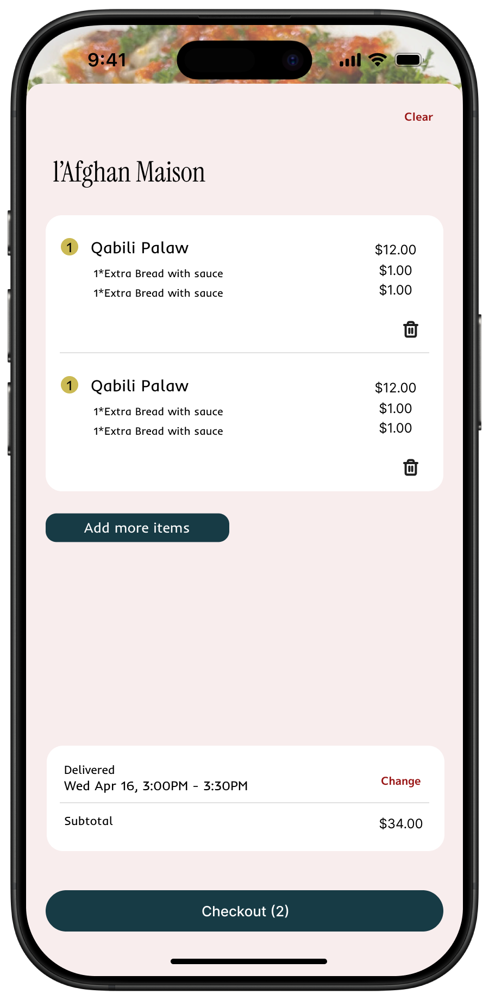 9:41
Clear
l’Afghan Maison
1 Qabili Palaw $12.00
1*Extra Bread with sauce $1.00
1*Extra Bread with sauce $1.00
1 Qabili Palaw $12.00
1*Extra Bread with sauce $1.00
1*Extra Bread with sauce $1.00
Add more items
Delivered
Wed Apr 16, 3:00PM - 3:30PM
Change
Subtotal $34.00
Checkout (2)